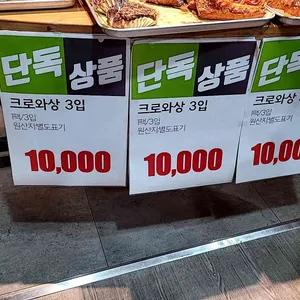 단독 상품
크로와상 3입
1팩/3입
원산지별도표기
10,000
단독 상품
크로와상 3입
1팩/3입
원산지별도표기
10,000
단독
크로와상 3입
1팩/3입
원산지별도표기
10,000